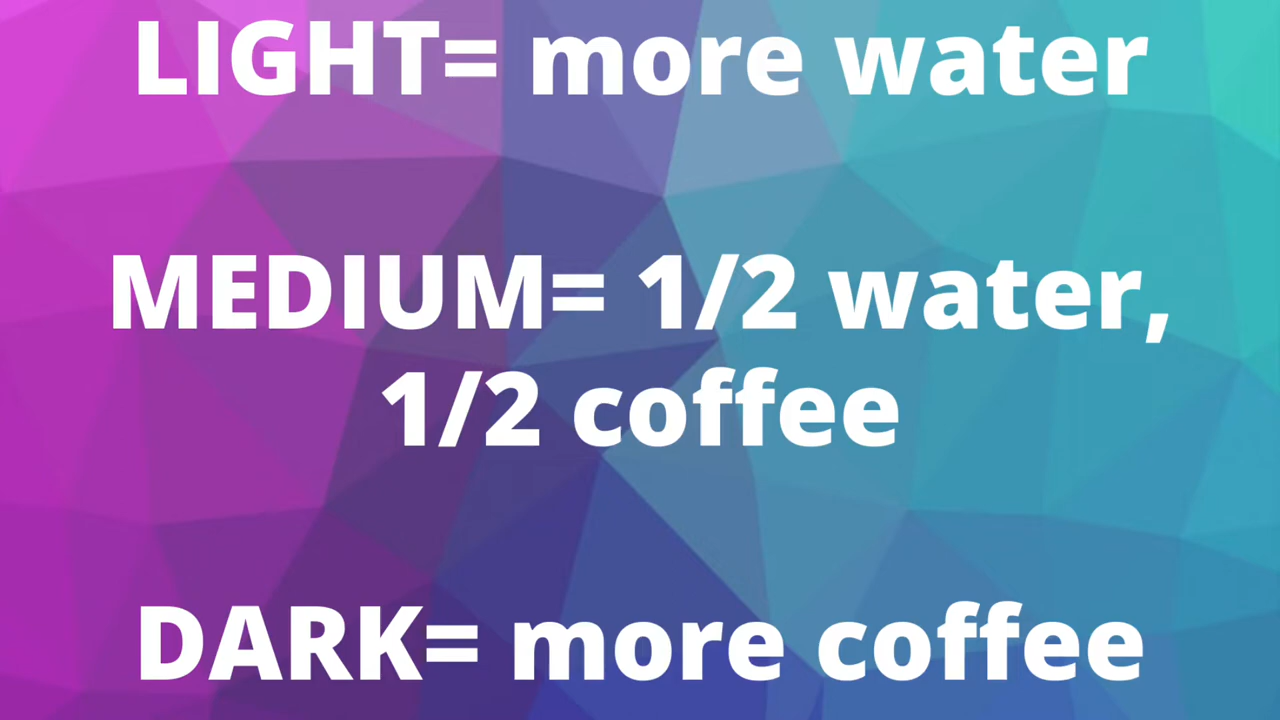 LIGHT= more water
MEDIUM= 1/2 water,
1/2 coffee
DARK= more coffee